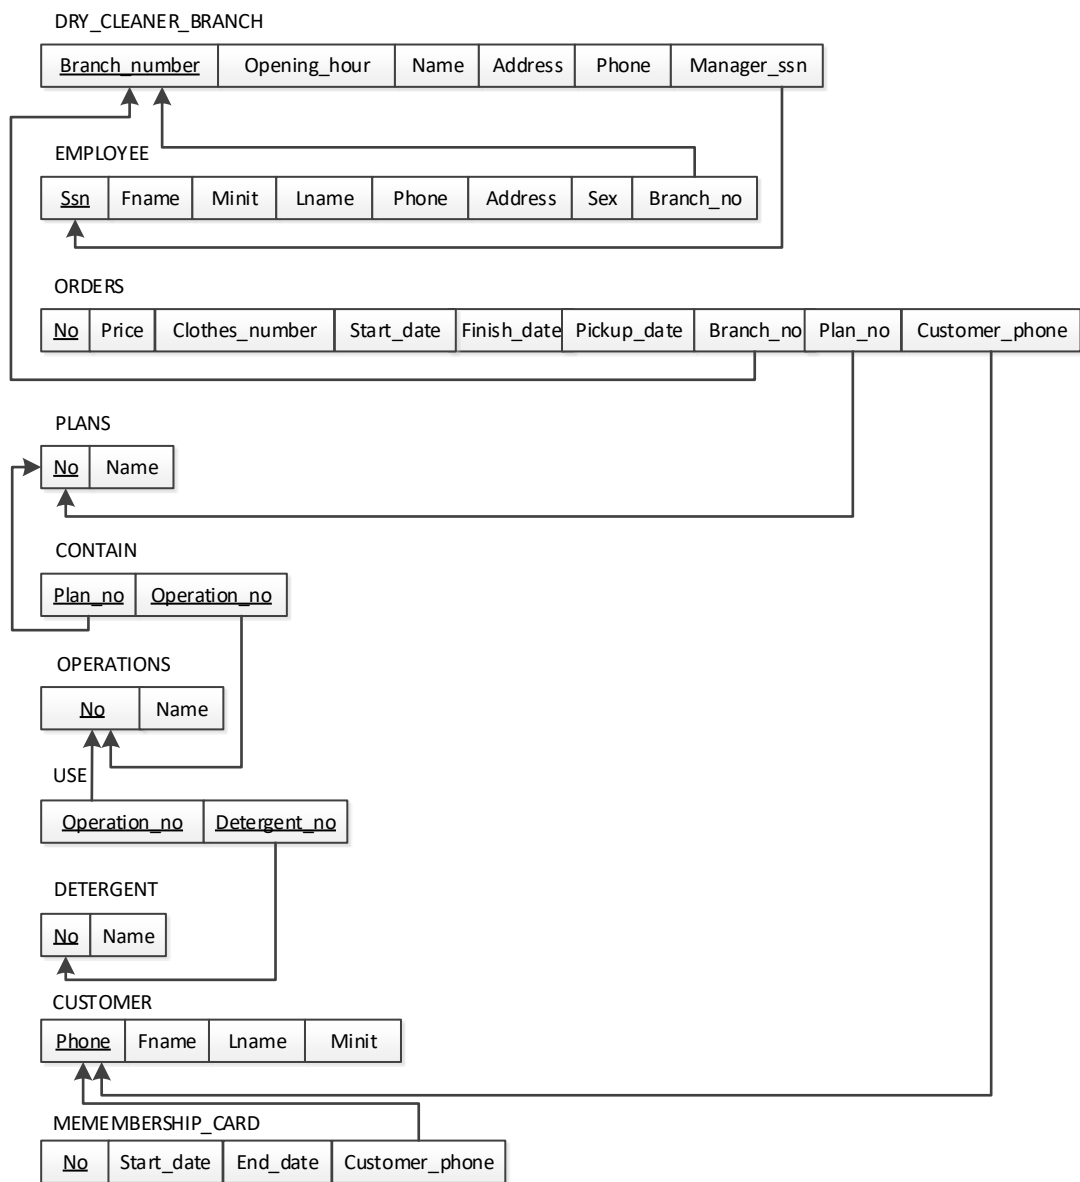 DRY_CLEANER_BRANCH
Branch_number Opening_hour Name Address Phone Manager_ssn
EMPLOYEE
Ssn Fname Minit Lname Phone Address Sex Branch_no
ORDERS
No Price Clothes_number Start_date Finish_date Pickup_date Branch_no Plan_no Customer_phone
PLANS
No Name
CONTAIN
Plan_no Operation_no
OPERATIONS
No Name
USE
Operation_no Detergent_no
DETERGENT
No Name
CUSTOMER
Phone Fname Lname Minit
MEMEMBERSHIP_CARD
No Start_date End_date Customer_phone